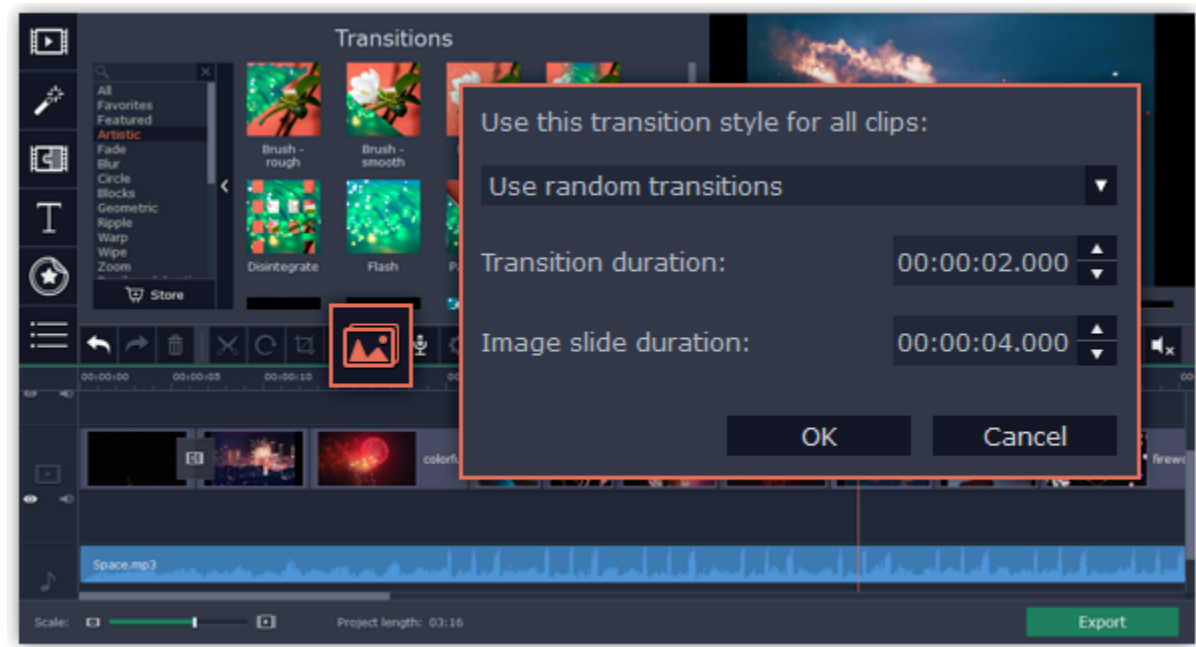 Transitions
All
Favorites
Featured
Artistic
Fade
Blur
Circle
Blocks
Geometric
Ripple
Warp
Wipe
Zoom
Store
Brush -
rough
Brush -
smooth
Disintegrate
Flash
Use this transition style for all clips:
Use random transitions
Transition duration:
00:00:02.000
Image slide duration:
00:00:04.000
OK
Cancel
00:00:00
00:00:05
00:00:10
Space.mp3
Scale:
Project length: 03:16
Export